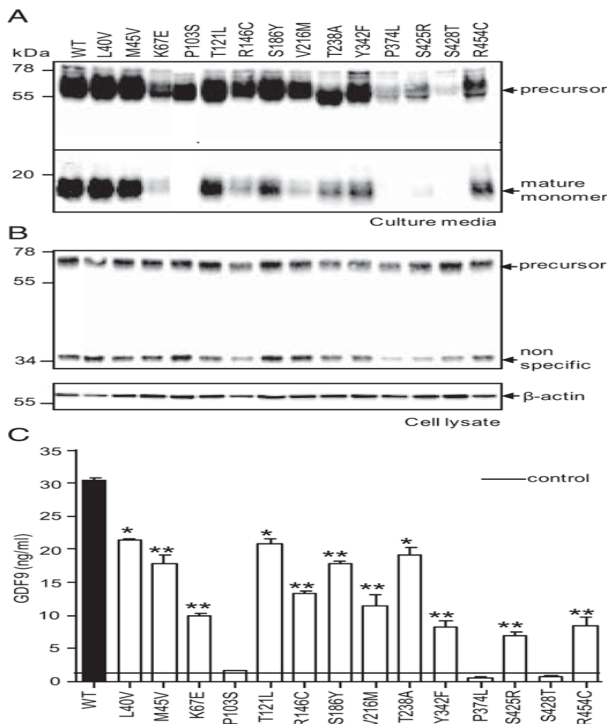 A
kDa WT L40V M45V K67E P103S T121L R146C S186Y V216M T238A Y342F P374L S425R S428T R454C
78
55
precursor
20
mature
monomer
Culture media
B
78
precursor
55
34
non
specific
55
β-actin
Cell lysate
C
35
control
30
25
20
15
10
5
0
GDF9 (ng/ml)
* ** ** * ** ** ** * ** ** **
WT L40V M45V K67E P103S T121L R146C S186Y V216M T238A Y342F P374L S425R S428T R454C